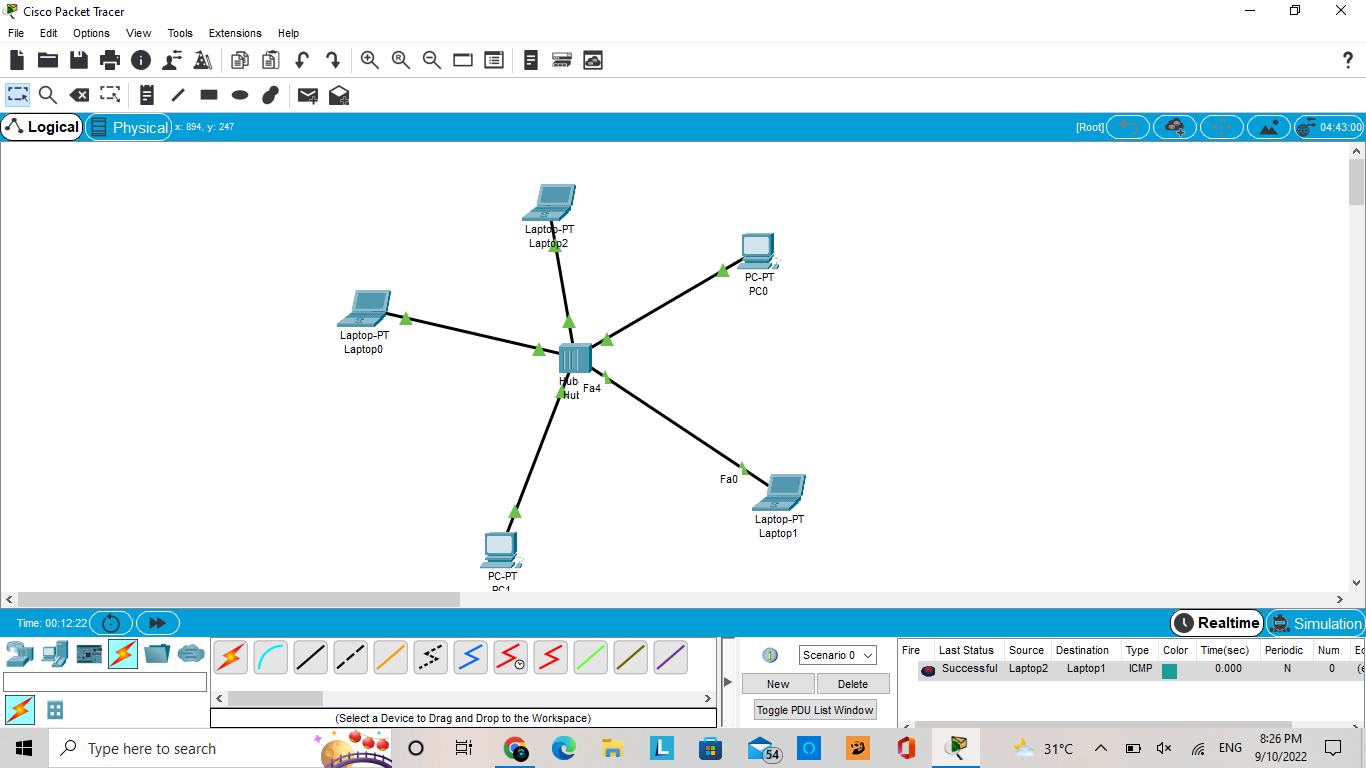 Cisco Packet Tracer
File Edit Options View Tools Extensions Help
?
Logical Physical x: 894, y: 247 [Root] 04:43:00
Laptop-PT
Laptop2
PC-PT
PC0
Laptop-PT
Laptop0
Hub-
Hub
Fa4
Fa0
Laptop-PT
Laptop1
PC-PT
PC1
Time: 00:12:22 Realtime Simulation
Scenario 0
New Delete
Toggle PDU List Window
(Select a Device to Drag and Drop to the Workspace)
Fire Last Status Source Destination Type Color Time(sec) Periodic Num
Successful Laptop2 Laptop1 ICMP 0.000 N 0
Type here to search
L
54
31°C
ENG
8:26 PM
9/10/2022